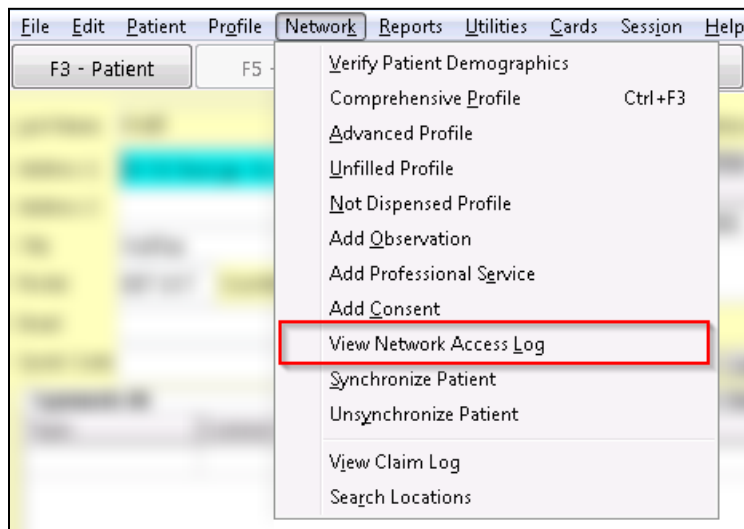 File Edit Patient Profile Network Reports Utilities Cards Session Help
F3 - Patient F5 -
Verify Patient Demographics
Comprehensive Profile Ctrl+F3
Advanced Profile
Unfilled Profile
Not Dispensed Profile
Add Observation
Add Professional Service
Add Consent
View Network Access Log
Synchronize Patient
Unsynchronize Patient
View Claim Log
Search Locations